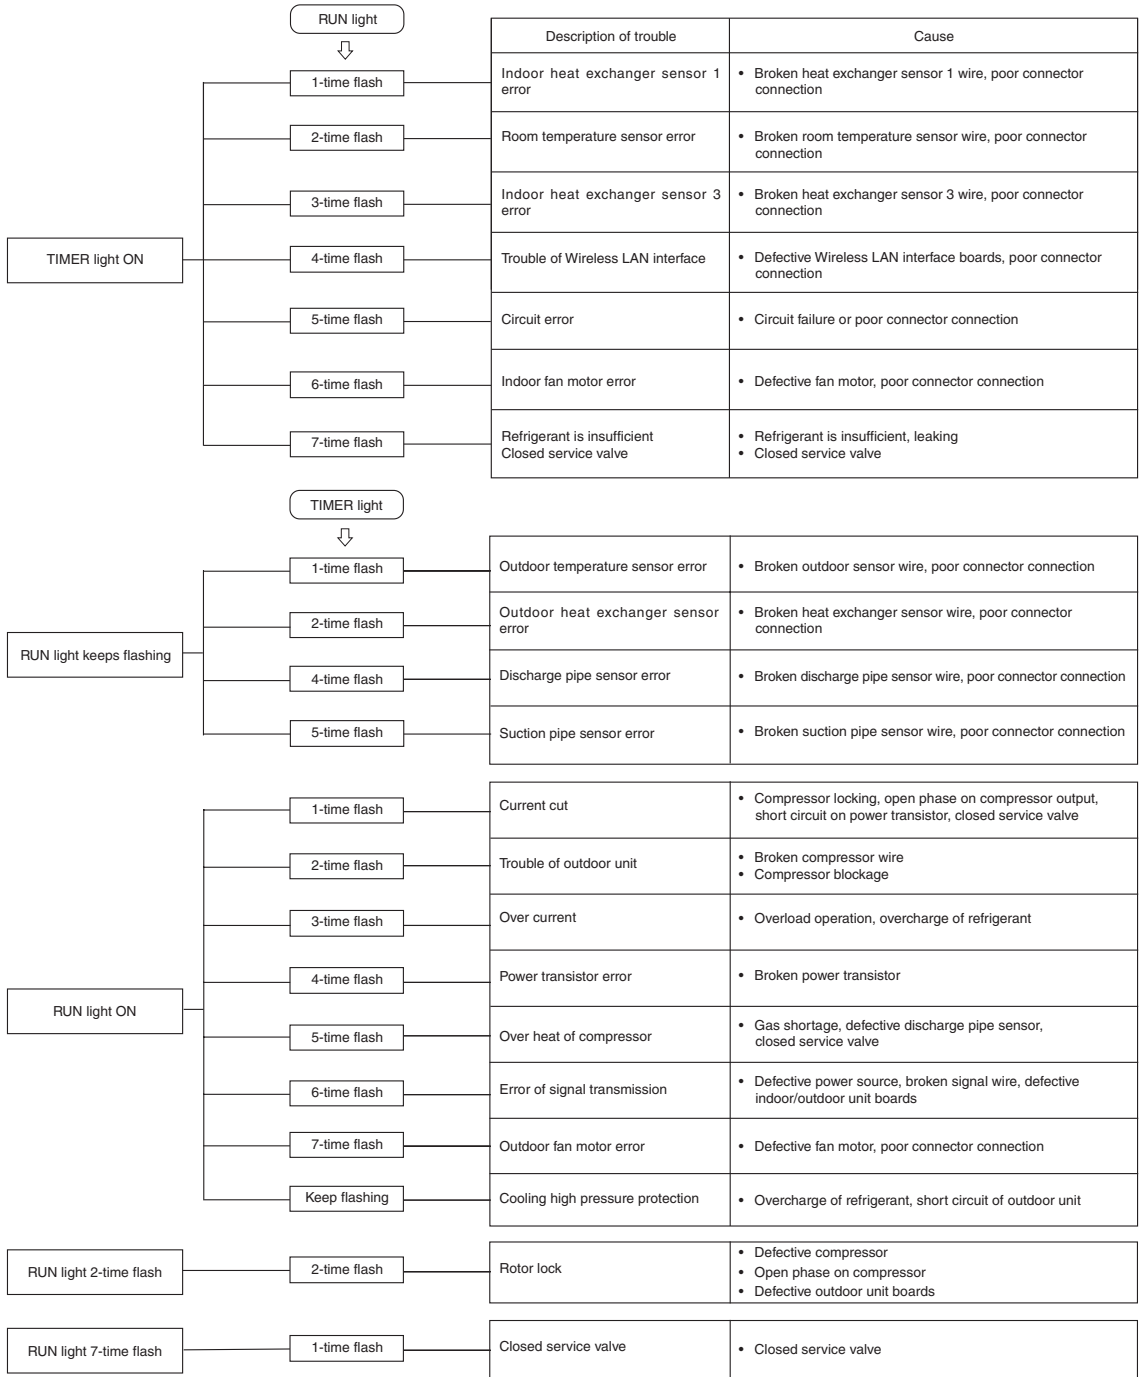 RUN light
Description of trouble
Cause
1-time flash
Indoor heat exchanger sensor 1
error
• Broken heat exchanger sensor 1 wire, poor connector
connection
2-time flash
Room temperature sensor error
• Broken room temperature sensor wire, poor connector
connection
3-time flash
Indoor heat exchanger sensor 3
error
• Broken heat exchanger sensor 3 wire, poor connector
connection
TIMER light ON
4-time flash
Trouble of Wireless LAN interface
• Defective Wireless LAN interface boards, poor connector
connection
5-time flash
Circuit error
• Circuit failure or poor connector connection
6-time flash
Indoor fan motor error
• Defective fan motor, poor connector connection
7-time flash
Refrigerant is insufficient
Closed service valve
• Refrigerant is insufficient, leaking
• Closed service valve
TIMER light
1-time flash
Outdoor temperature sensor error
• Broken outdoor sensor wire, poor connector connection
2-time flash
Outdoor heat exchanger sensor
error
• Broken heat exchanger sensor wire, poor connector
connection
RUN light keeps flashing
4-time flash
Discharge pipe sensor error
• Broken discharge pipe sensor wire, poor connector connection
5-time flash
Suction pipe sensor error
• Broken suction pipe sensor wire, poor connector connection
1-time flash
Current cut
• Compressor locking, open phase on compressor output,
short circuit on power transistor, closed service valve
2-time flash
Trouble of outdoor unit
• Broken compressor wire
• Compressor blockage
3-time flash
Over current
• Overload operation, overcharge of refrigerant
4-time flash
Power transistor error
• Broken power transistor
RUN light ON
5-time flash
Over heat of compressor
• Gas shortage, defective discharge pipe sensor,
closed service valve
6-time flash
Error of signal transmission
• Defective power source, broken signal wire, defective
indoor/outdoor unit boards
7-time flash
Outdoor fan motor error
• Defective fan motor, poor connector connection
Keep flashing
Cooling high pressure protection
• Overcharge of refrigerant, short circuit of outdoor unit
RUN light 2-time flash
2-time flash
Rotor lock
• Defective compressor
• Open phase on compressor
• Defective outdoor unit boards
RUN light 7-time flash
1-time flash
Closed service valve
• Closed service valve